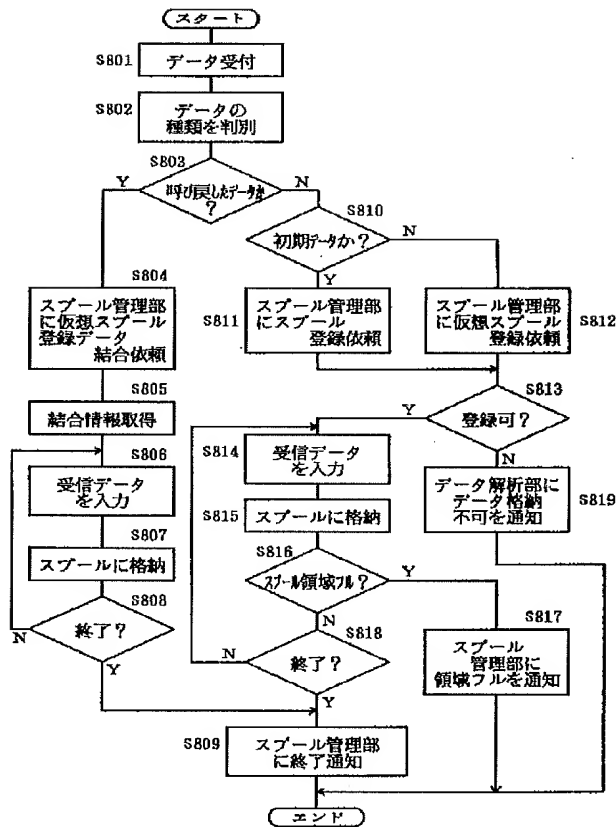 スタート
S801
データ受付
S802
データの
種類を判別
S803
Y
N
呼び戻したデータか
?
S810
初期データか?
N
Y
S804
スプール管理部
に仮想スプール
登録データ
結合依頼
S811
スプール管理部
にスプール
登録依頼
スプール管理部
に仮想スプール
登録依頼
S812
S805
結合情報取得
S813
Y
登録可?
N
S806
受信データ
を入力
S814
受信データ
を入力
データ解析部に
データ格納
不可を通知
S819
S807
スプールに格納
S815
スプールに格納
S816
スプール領域フル?
Y
N
S808
終了?
N
Y
S818
終了?
N
Y
S817
スプール
管理部に
領域フルを通知
S809
スプール管理部
に終了通知
エンド